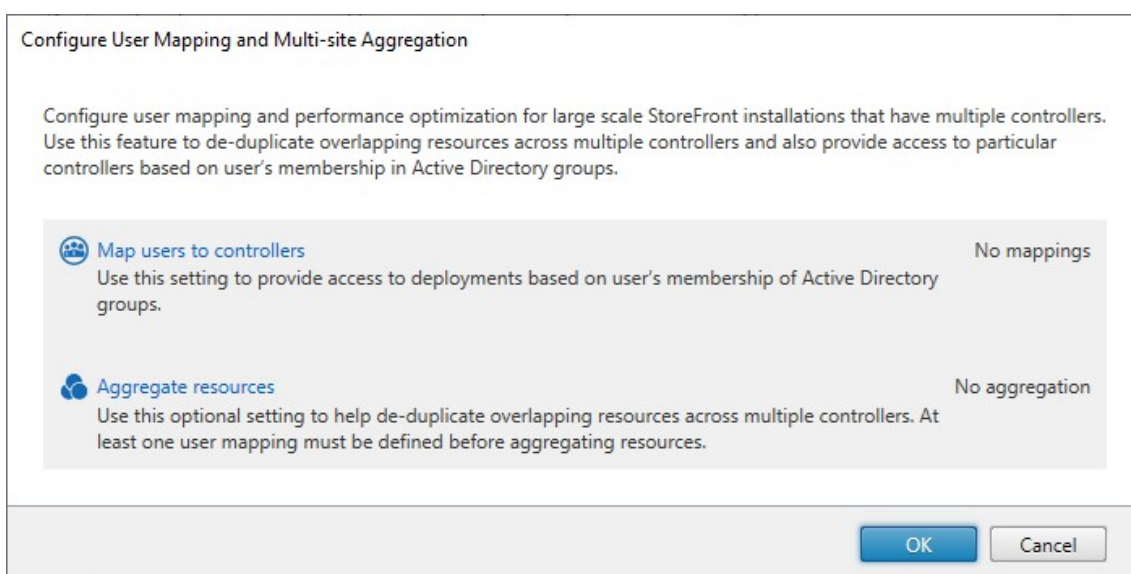 Configure User Mapping and Multi-site Aggregation
Configure user mapping and performance optimization for large scale StoreFront installations that have multiple controllers.
Use this feature to de-duplicate overlapping resources across multiple controllers and also provide access to particular
controllers based on user's membership in Active Directory groups.
Map users to controllers
No mappings
Use this setting to provide access to deployments based on user's membership of Active Directory
groups.
Aggregate resources
No aggregation
Use this optional setting to help de-duplicate overlapping resources across multiple controllers. At
least one user mapping must be defined before aggregating resources.
OK
Cancel